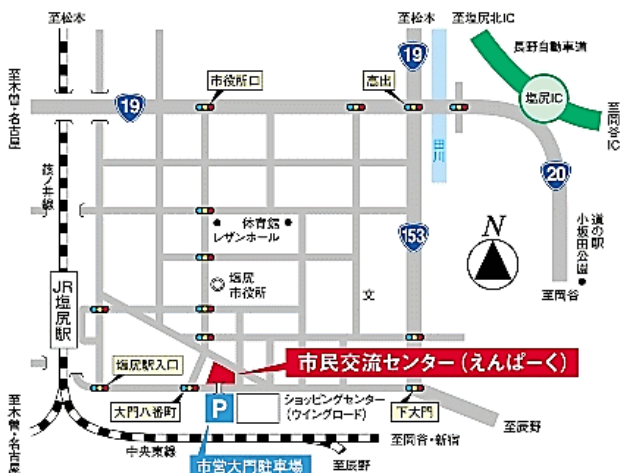 至松本
至松本
至塩尻北IC
長野自動車道
19
市役所口
高出
塩尻IC
至木曽・名古屋
19
至岡谷IC
田川
20
篠ノ井線
153
N
道の駅
小坂田公園
体育館
レザンホール
塩尻
市役所
文
至岡谷
JR塩尻駅
市民交流センター(えんぱーく)
塩尻駅入口
大門八番町
P
ショッピングセンター
(ウイングロード)
下大門
至辰野
至木曽・名古屋
中央東線
至岡谷・新宿
市営大門駐車場
至辰野